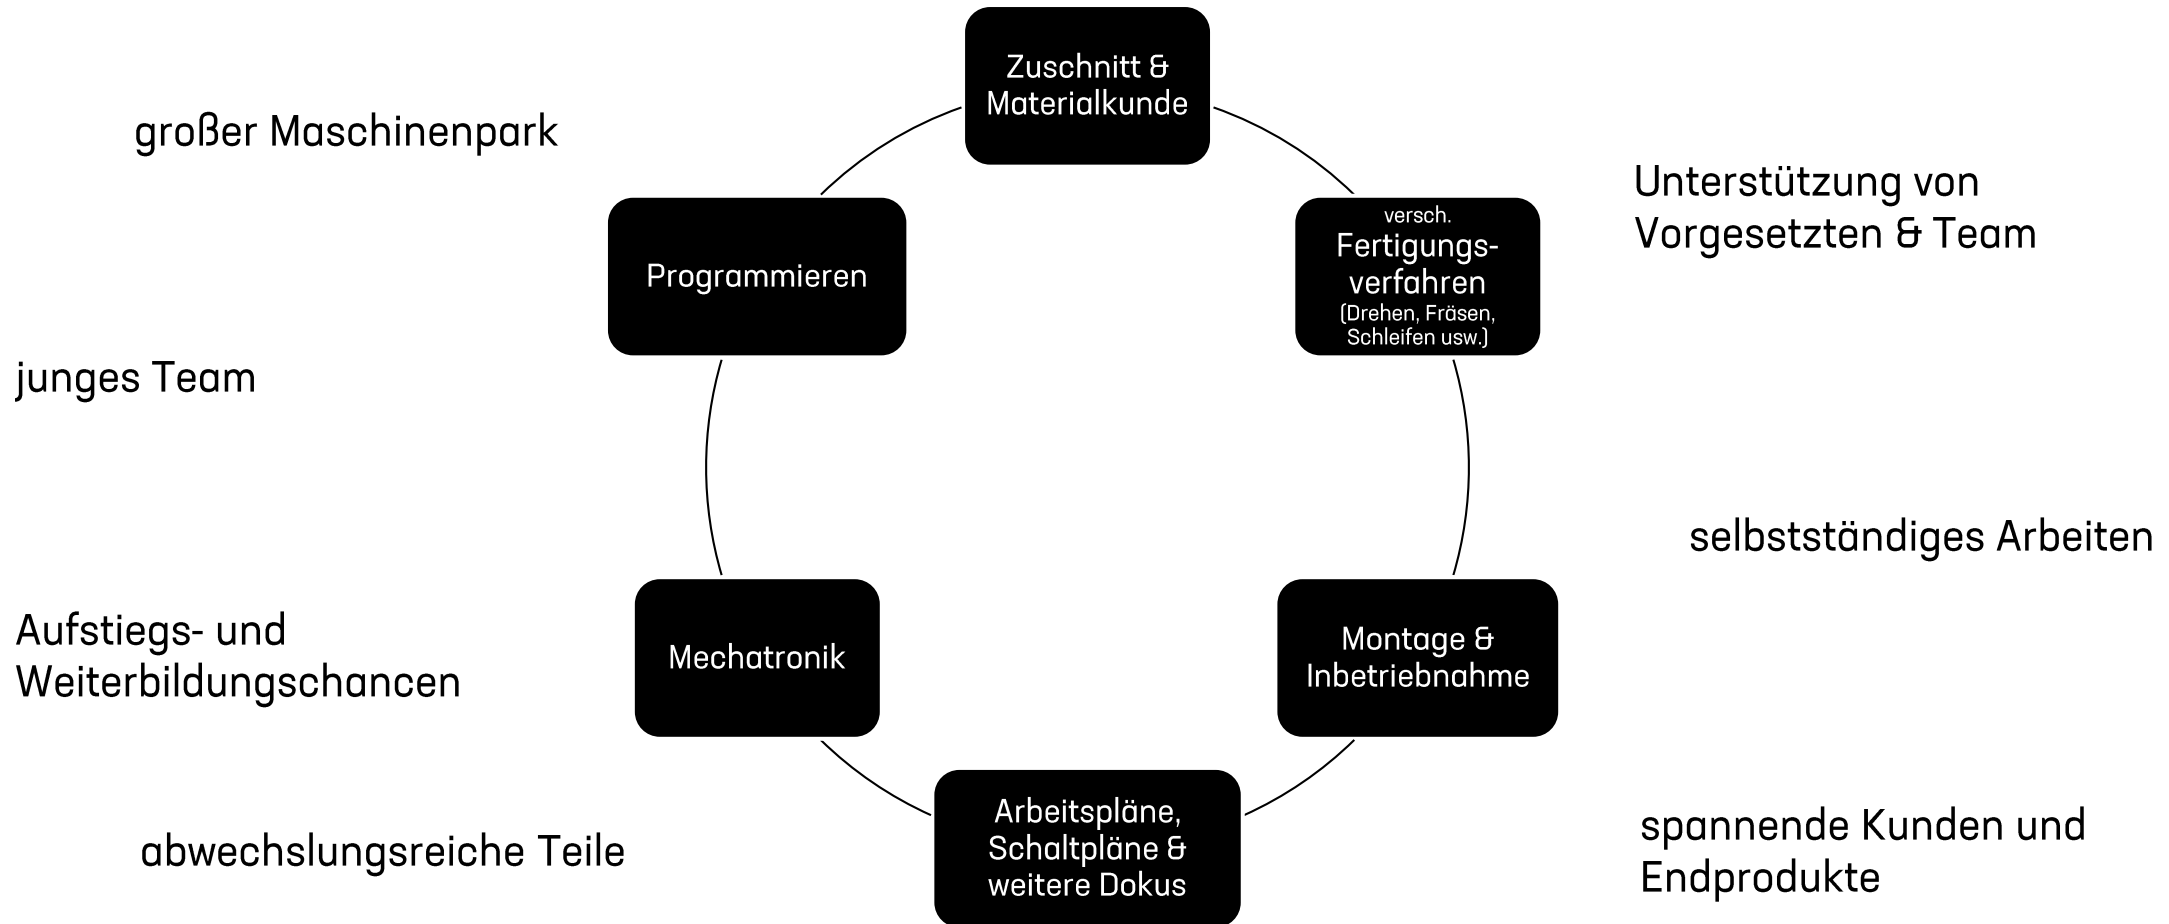 Zuschnitt &
Materialkunde
großer Maschinenpark
Unterstützung von
Vorgesetzten & Team
versch.
Fertigungs-
verfahren
(Drehen, Fräsen,
Schleifen usw.)
Programmieren
junges Team
selbstständiges Arbeiten
Aufstiegs- und
Weiterbildungschancen
Mechatronik
Montage &
Inbetriebnahme
Arbeitspläne,
Schaltpläne &
weitere Dokus
abwechslungsreiche Teile
spannende Kunden und
Endprodukte